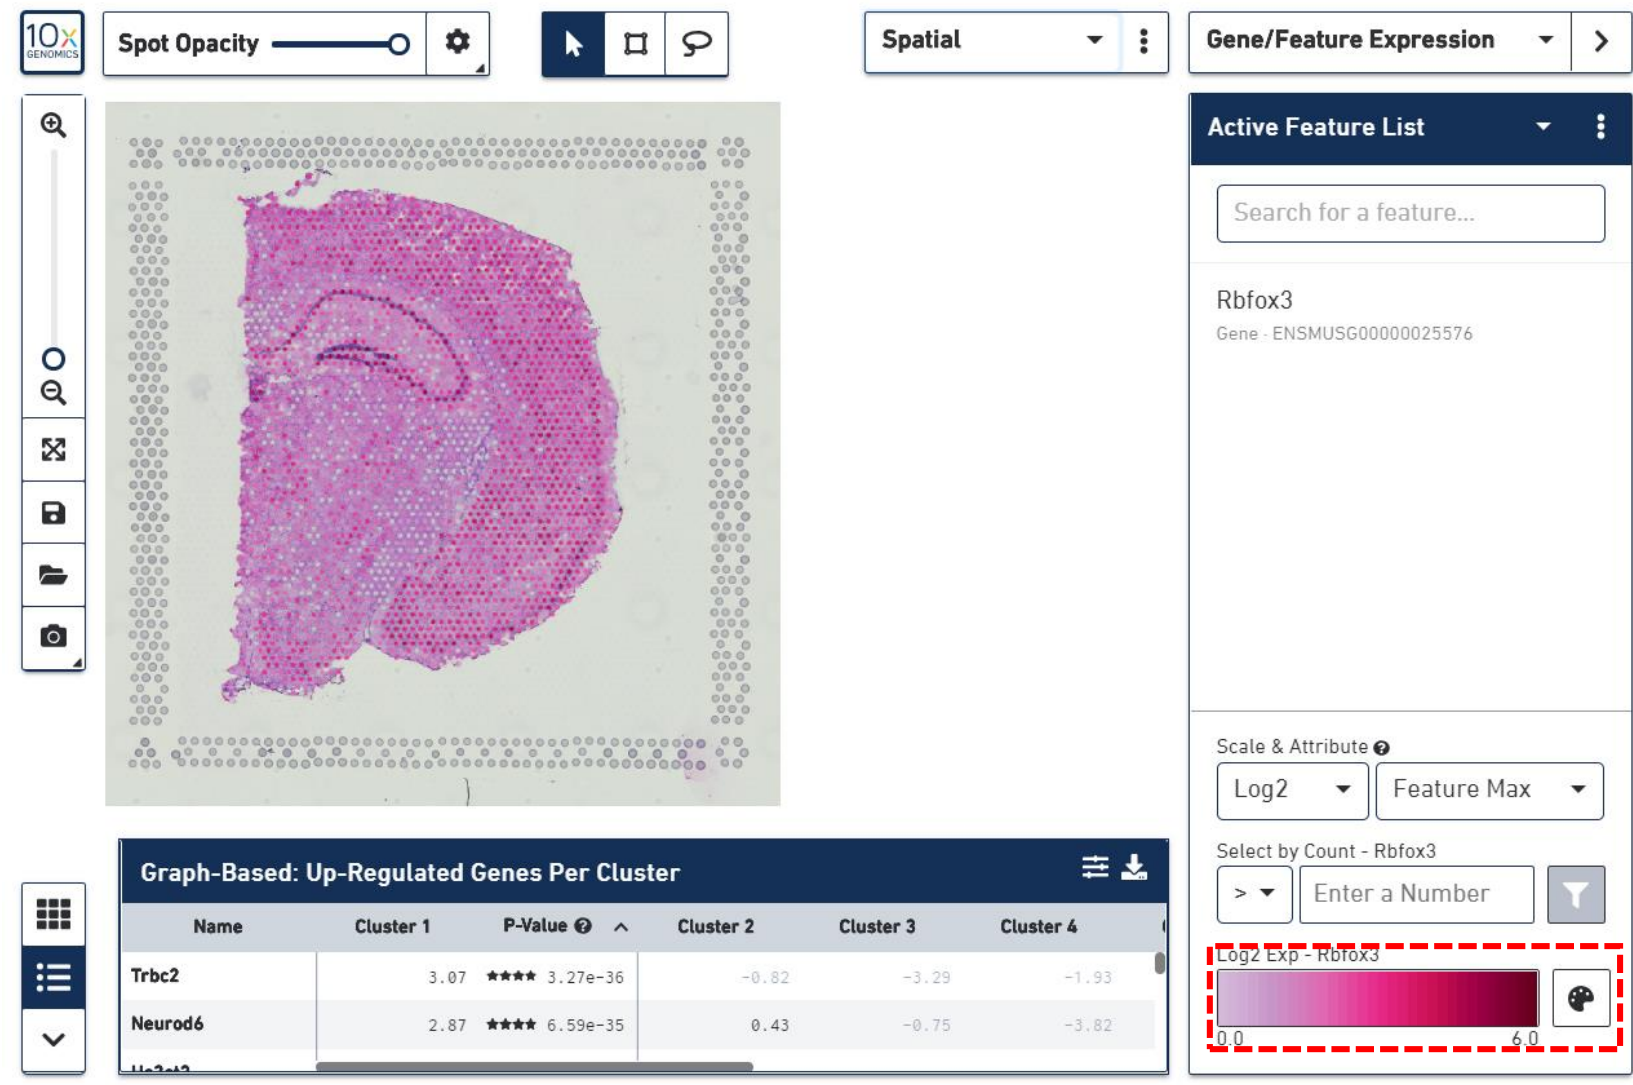 10x
GENOMICS
Spot Opacity
Spatial
Gene/Feature Expression
Active Feature List
Search for a feature...
Rbfox3
Gene · ENSMUSG00000025576
Scale & Attribute
Log2
Feature Max
Select by Count - Rbfox3
>
Enter a Number
Log2 Exp - Rbfox3
0.0 6.0
Graph-Based: Up-Regulated Genes Per Cluster
Name Cluster 1 P-Value Cluster 2 Cluster 3 Cluster 4
Trbc2 3.07 ★★★★ 3.27e-36 -0.82 -3.29 -1.93
Neurod6 2.87 ★★★★ 6.59e-35 0.43 -0.75 -3.82